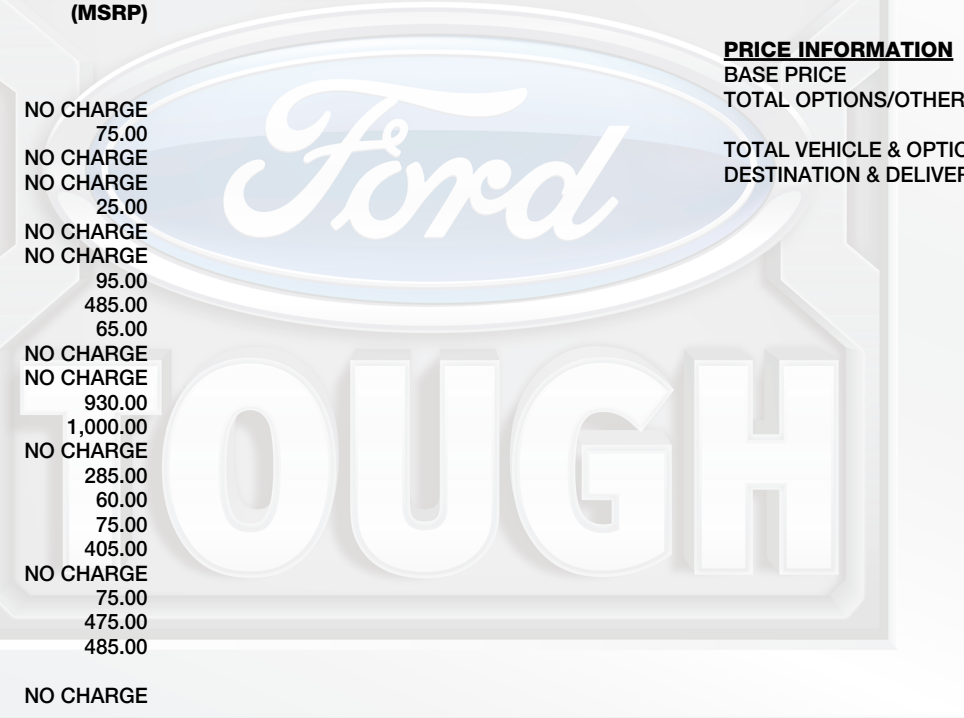 (MSRP)
NO CHARGE
75.00
NO CHARGE
NO CHARGE
25.00
NO CHARGE
NO CHARGE
95.00
485.00
65.00
NO CHARGE
NO CHARGE
930.00
1,000.00
NO CHARGE
285.00
60.00
75.00
405.00
NO CHARGE
75.00
475.00
485.00
NO CHARGE
PRICE INFORMATION
BASE PRICE
TOTAL OPTIONS/OTHER
TOTAL VEHICLE & OPTIO
DESTINATION & DELIVER
Ford
TOUGH